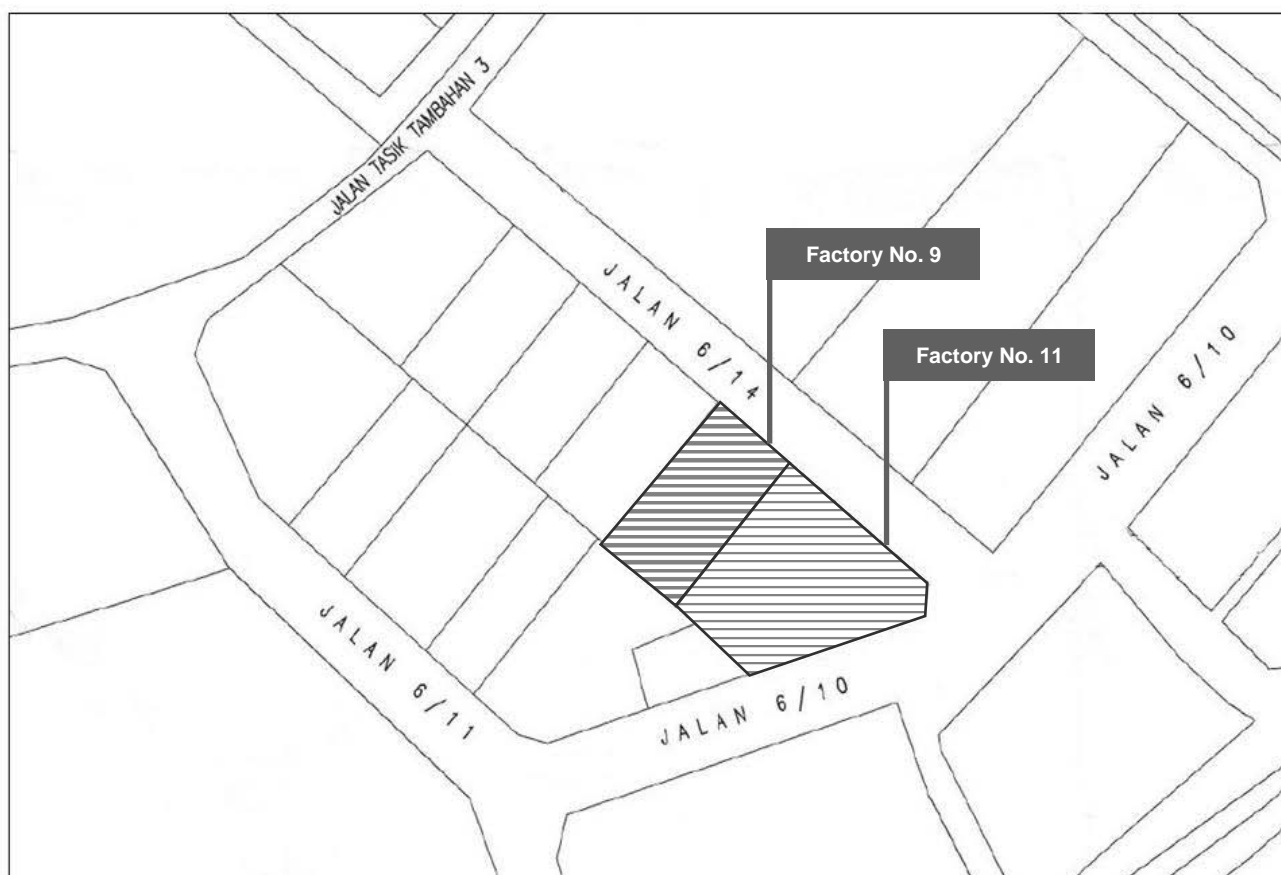 JALAN TASIK TAMBAHAN 3
Factory No. 9
JALAN 6/14
Factory No. 11
JALAN 6/10
JALAN 6/11
JALAN 6/10